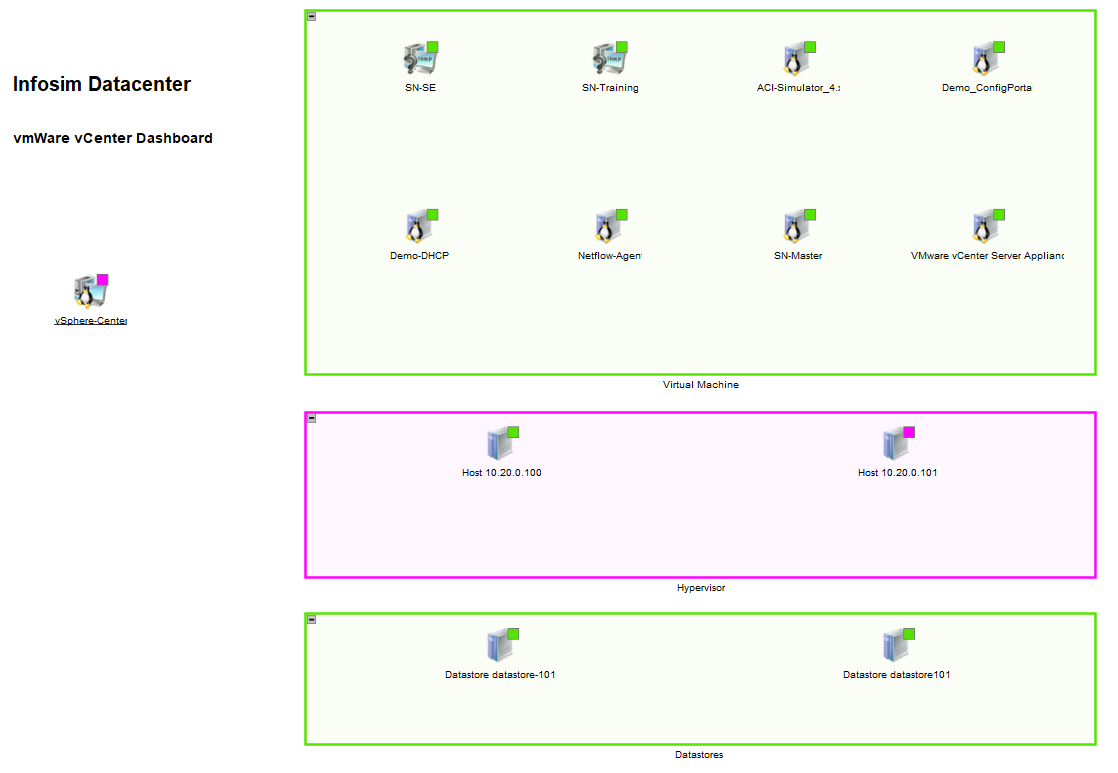 Infosim Datacenter
vmWare vCenter Dashboard
vSphere-Center
SN-SE
SN-Training
ACI-Simulator_4.
Demo_ConfigPorta
Demo-DHCP
Netflow-Agen
SN-Master
VMware vCenter Server Applianc
Virtual Machine
Host 10.20.0.100
Host 10.20.0.101
Hypervisor
Datastore datastore-101
Datastore datastore101
Datastores